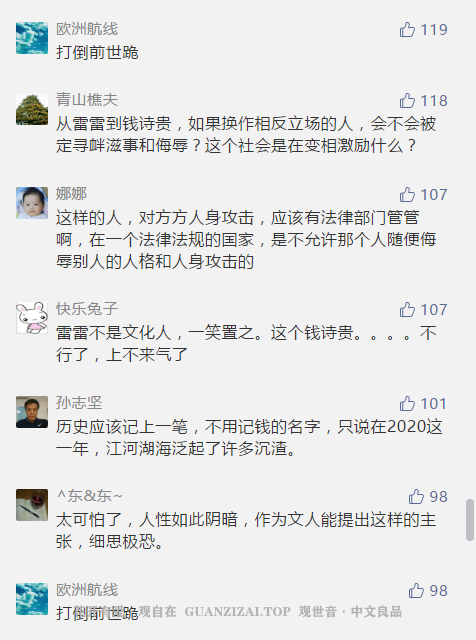 欧洲航线
119
打倒前世跪
青山樵夫
118
从雷雷到钱诗贵，如果换作相反立场的人，会不会被
定寻衅滋事和侮辱？这个社会是在变相激励什么？
娜娜
107
这样的人，对方方人身攻击，应该有法律部门管管
啊，在一个法律法规的国家，是不允许那个人随便侮
辱别人的人格和人身攻击的
快乐兔子
107
雷雷不是文化人，一笑置之。这个钱诗贵。。。。不
行了，上不来气了
孙志坚
101
历史应该记上一笔，不用记钱的名字，只说在2020这
一年，江河湖海泛起了许多沉渣。
^东&东~
98
太可怕了，人性如此阴暗，作为文人能提出这样的主
张，细思极恐。
欧洲航线
98
打倒前世跪
观自在 GUANZIZAI.TOP 观世音·中文良品